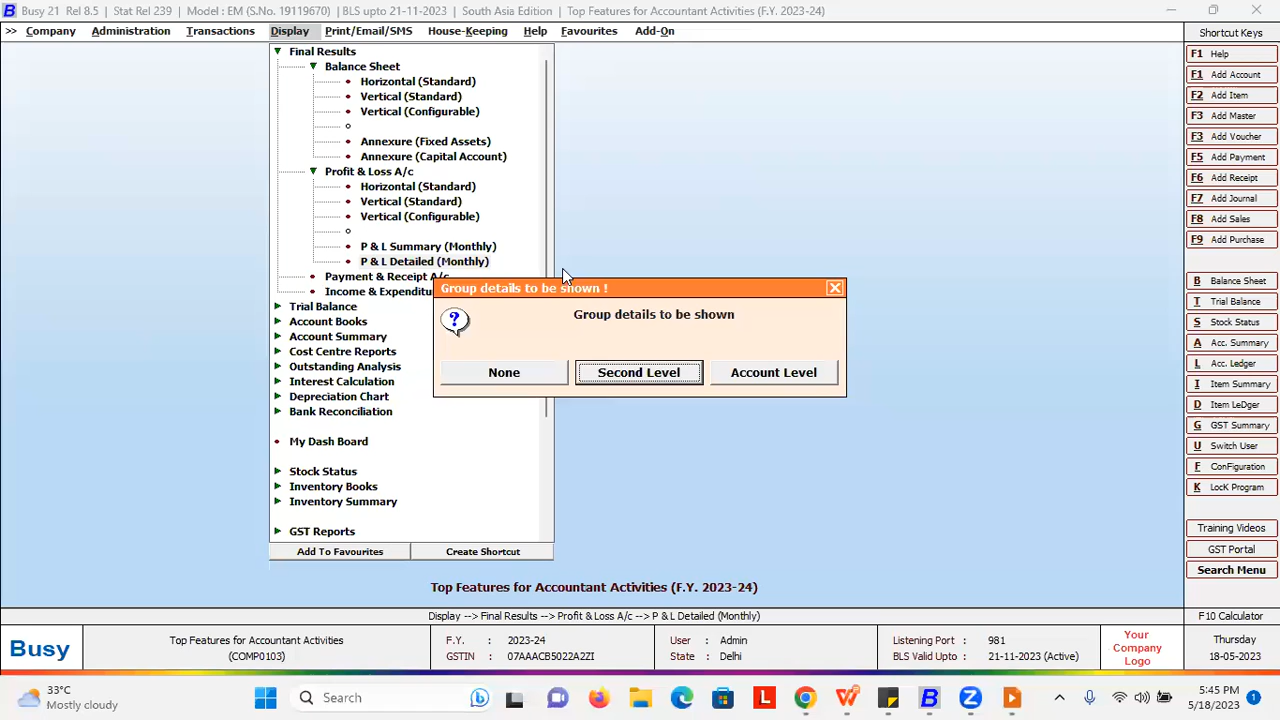 Busy 21 Rel 8.5 | Stat Rel 239 | Model : EM (S.No. 19119670) | BLS upto 21-11-2023 | South Asia Edition | Top Features for Accountant Activities (F.Y. 2023-24)
>> Company Administration Transactions Display Print/Email/SMS House-Keeping Help Favourites Add-On
Shortcut Keys
Final Results
Balance Sheet
Horizontal (Standard)
Vertical (Standard)
Vertical (Configurable)
Annexure (Fixed Assets)
Annexure (Capital Account)
Profit & Loss A/c
Horizontal (Standard)
Vertical (Standard)
Vertical (Configurable)
P & L Summary (Monthly)
P & L Detailed (Monthly)
Payment & Receipt A/c
Income & Expenditu
Trial Balance
Account Books
Account Summary
Cost Centre Reports
Outstanding Analysis
Interest Calculation
Depreciation Chart
Bank Reconciliation
My Dash Board
Stock Status
Inventory Books
Inventory Summary
GST Reports
Add To Favourites Create Shortcut
Group details to be shown !
Group details to be shown
None Second Level Account Level
F1 Help
F1 Add Account
F2 Add Item
F3 Add Master
F3 Add Voucher
F5 Add Payment
F6 Add Receipt
F7 Add Journal
F8 Add Sales
F9 Add Purchase
B Balance Sheet
T Trial Balance
S Stock Status
A Acc. Summary
L Acc. Ledger
I Item Summary
D Item LeDger
G GST Summary
U Switch User
F ConFiguration
K LocK Program
Training Videos
GST Portal
Search Menu
Top Features for Accountant Activities (F.Y. 2023-24)
Display --> Final Results --> Profit & Loss A/c --> P & L Detailed (Monthly)
F10 Calculator
Busy
Top Features for Accountant Activities
(COMP0103)
F.Y. : 2023-24
GSTIN : 07AAACB5022A2ZI
User : Admin
State : Delhi
Listening Port : 981
BLS Valid Upto : 21-11-2023 (Active)
Your
Company
Logo
Thursday
18-05-2023
33°C
Mostly cloudy
Search
5:45 PM
5/18/2023